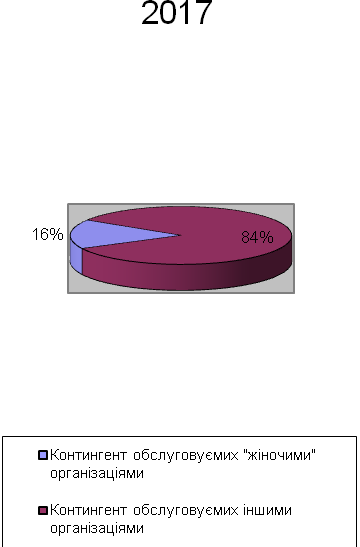 2017
16%
84%
Контингент обслуговуємих "жіночими"
організаціями
Контингент обслуговуємих іншими
організаціями